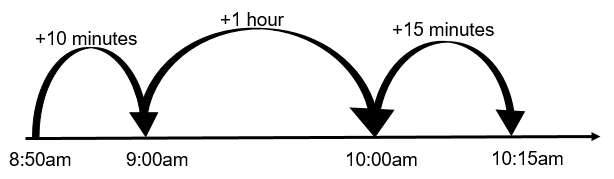 +10 minutes
+1 hour
+15 minutes
8:50am
9:00am
10:00am
10:15am